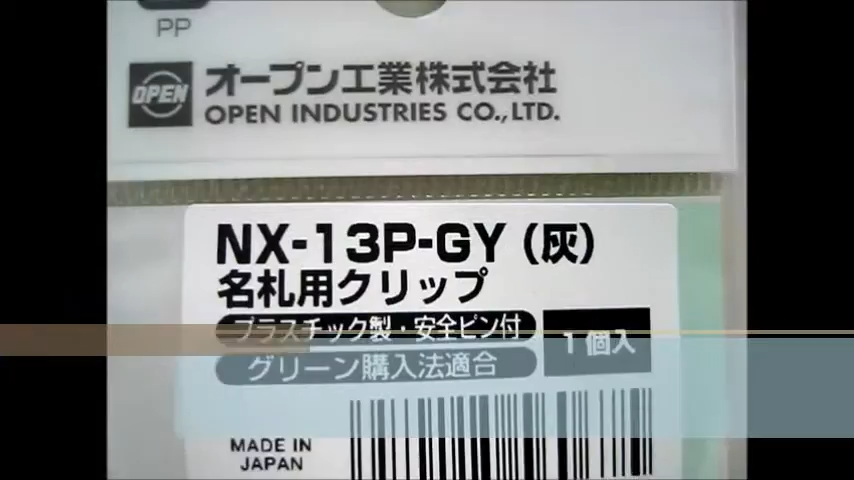 PP
OPEN
オープン工業株式会社
OPEN INDUSTRIES CO.,LTD.
NX-13P-GY (灰)
名札用クリップ
プラスチック製・安全ピン付
1個入
グリーン購入法適合
MADE IN
JAPAN